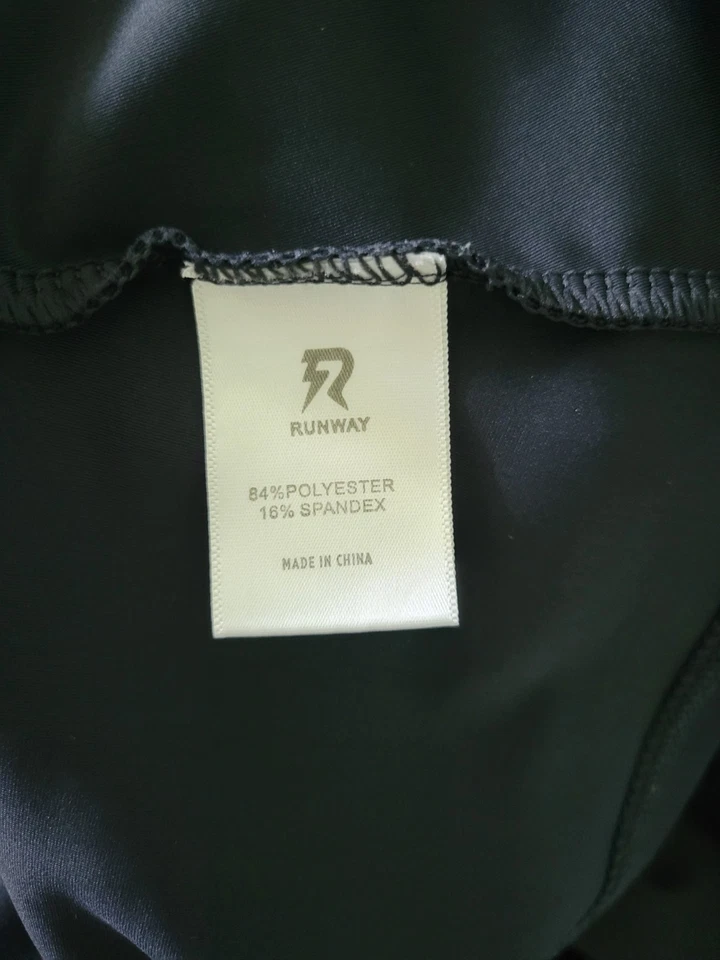 RUNWAY
84%POLYESTER
16% SPANDEX
MADE IN CHINA